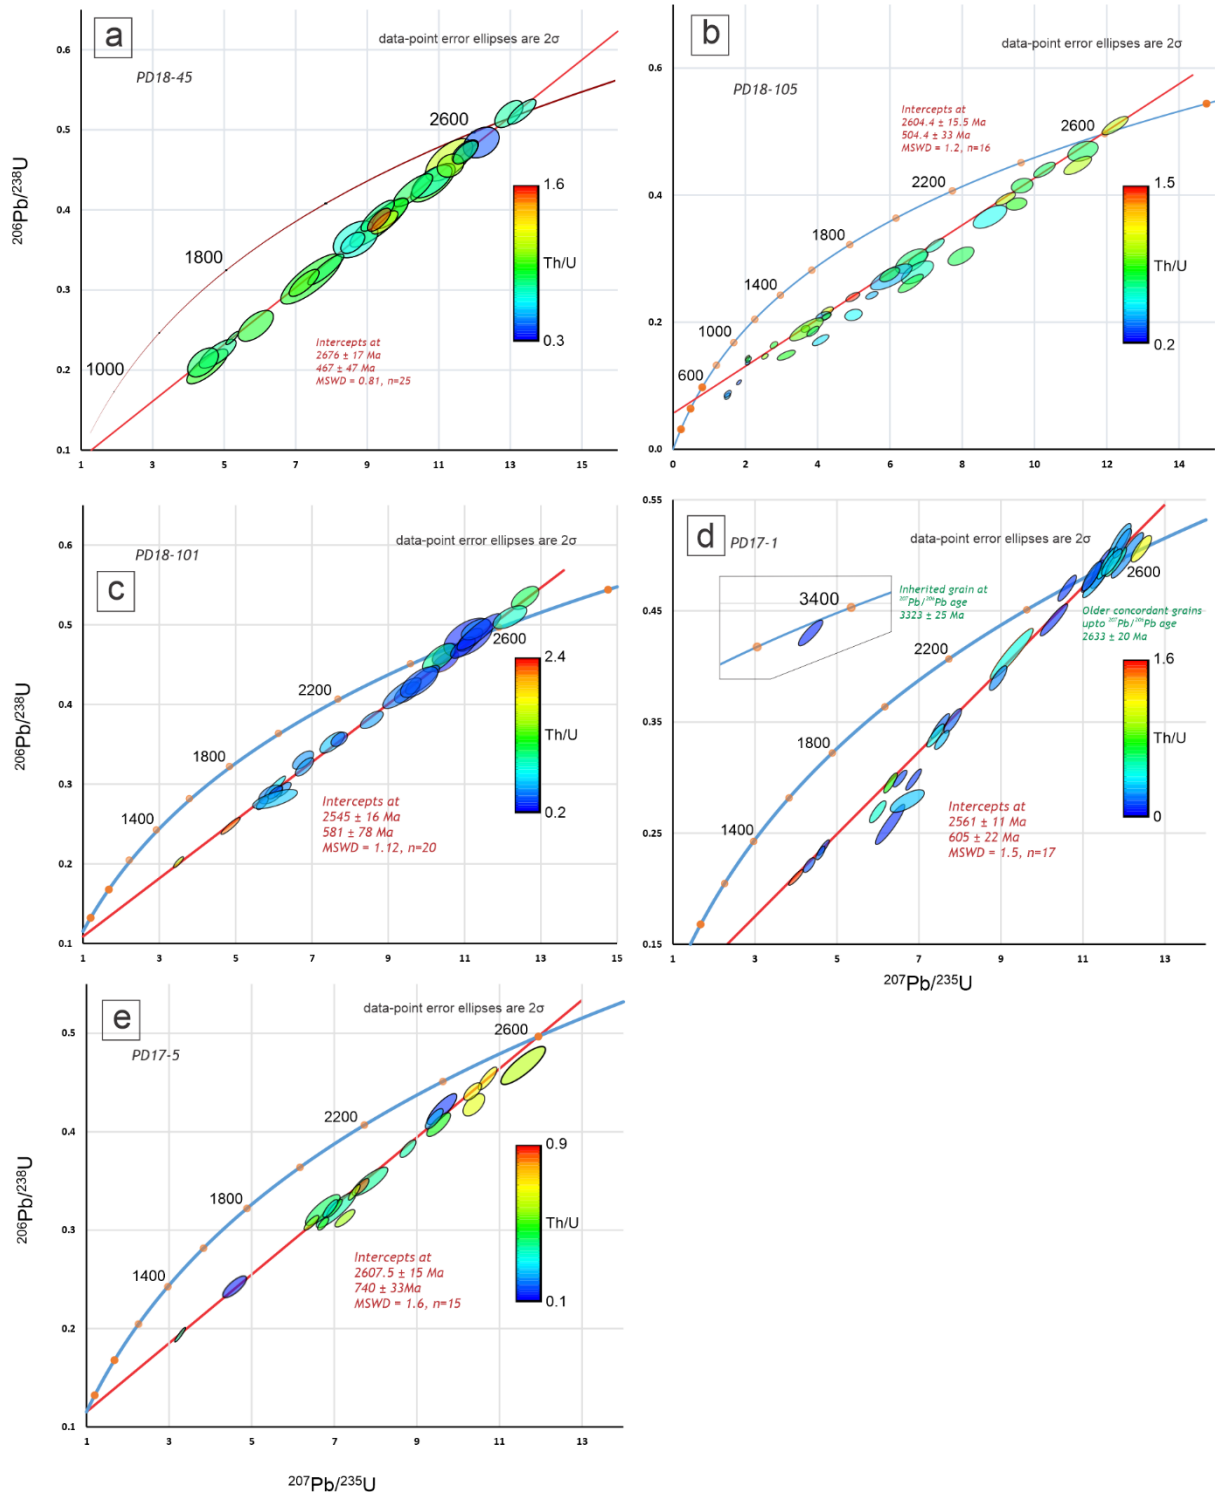 a
data-point error ellipses are 2σ
PD18-45
0.6
0.5
0.4
0.3
0.2
0.1
2600
1800
1000
1.6
Th/U
0.3
Intercepts at
2676 ± 17 Ma
467 ± 47 Ma
MSWD = 0.81, n=25
1 3 5 7 9 11 13 15
206Pb/238U
b
data-point error ellipses are 2σ
PD18-105
0.6
0.4
0.2
0.0
Intercepts at
2604.4 ± 15.5 Ma
504.4 ± 33 Ma
MSWD = 1.2, n=16
2600
2200
1800
1400
1000
600
1.5
Th/U
0.2
0 2 4 6 8 10 12 14
c
data-point error ellipses are 2σ
PD18-101
0.6
0.5
0.4
0.3
0.2
0.1
2600
2200
1800
1400
2.4
Th/U
0.2
Intercepts at
2545 ± 16 Ma
581 ± 78 Ma
MSWD = 1.12, n=20
1 3 5 7 9 11 13 15
206Pb/238U
d
data-point error ellipses are 2σ
PD17-1
0.55
0.45
0.35
0.25
0.15
3400
Inherited grain at
207Pb/206Pb age
3323 ± 25 Ma
2600
Older concordant grains
upto 207Pb/206Pb age
2633 ± 20 Ma
2200
1800
1400
1.6
Th/U
0
Intercepts at
2561 ± 11 Ma
605 ± 22 Ma
MSWD = 1.5, n=17
1 3 5 7 9 11 13
207Pb/235U
e
data-point error ellipses are 2σ
PD17-5
0.5
0.4
0.3
0.2
0.1
2600
2200
1800
1400
0.9
Th/U
0.1
Intercepts at
2607.5 ± 15 Ma
740 ± 33Ma
MSWD = 1.6, n=15
1 3 5 7 9 11 13
206Pb/238U
207Pb/235U